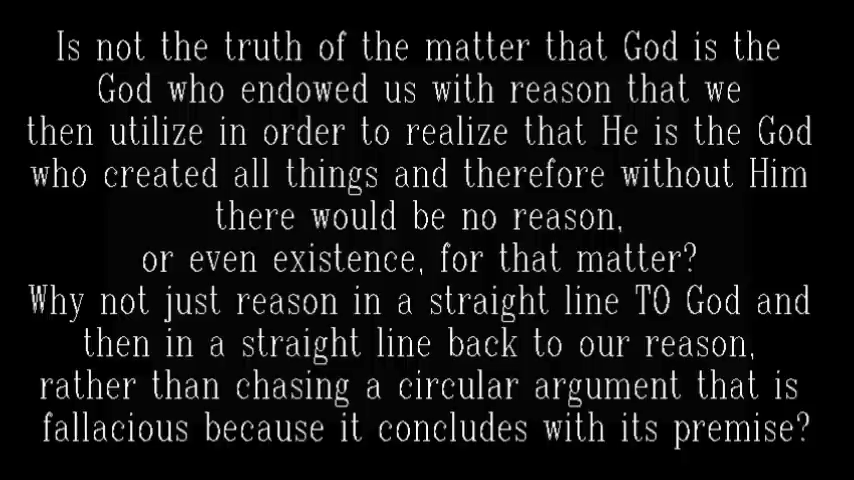 Is not the truth of the matter that God is the
God who endowed us with reason that we
then utilize in order to realize that He is the God
who created all things and therefore without Him
there would be no reason,
or even existence, for that matter?
Why not just reason in a straight line TO God and
then in a straight line back to our reason,
rather than chasing a circular argument that is
fallacious because it concludes with its premise?